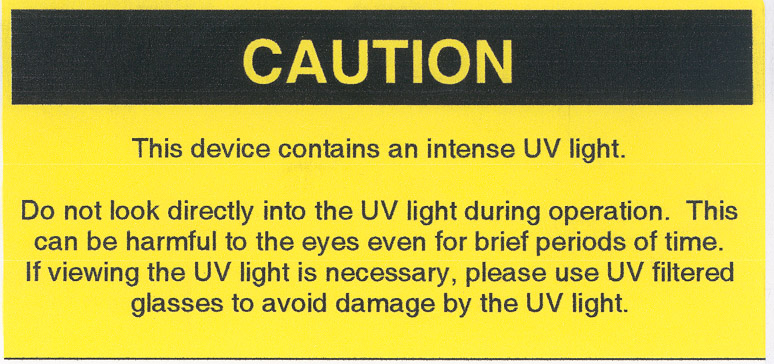 CAUTION
This device contains an intense UV light.
Do not look directly into the UV light during operation. This
can be harmful to the eyes even for brief periods of time.
If viewing the UV light is necessary, please use UV filtered
glasses to avoid damage by the UV light.